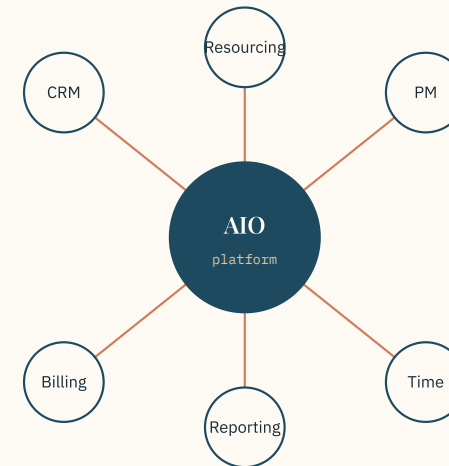 Resourcing
CRM
PM
AIO
platform
Billing
Time
Reporting